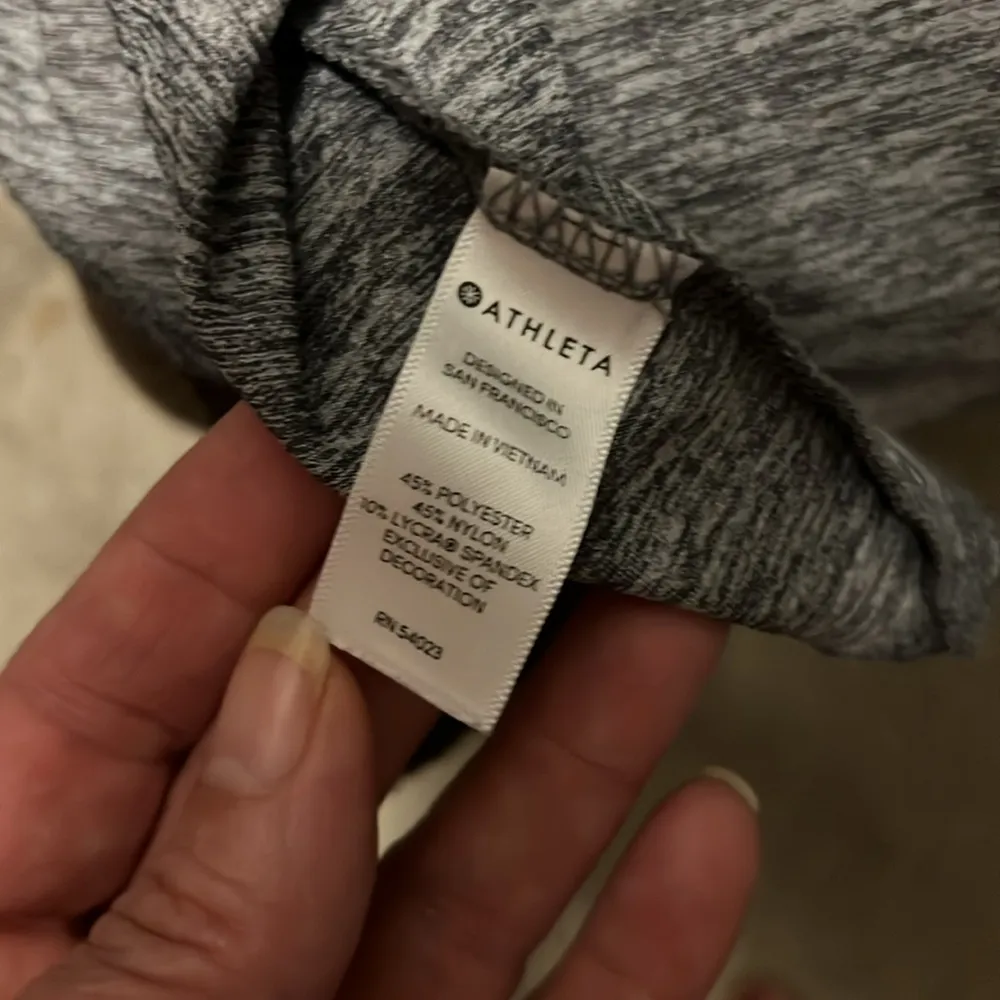 ATHLETA
DESIGNED IN
SAN FRANCISCO
MADE IN VIETNAM
45% POLYESTER
45% NYLON
10% LYCRA® SPANDEX
EXCLUSIVE OF
DECORATION
RN 54023